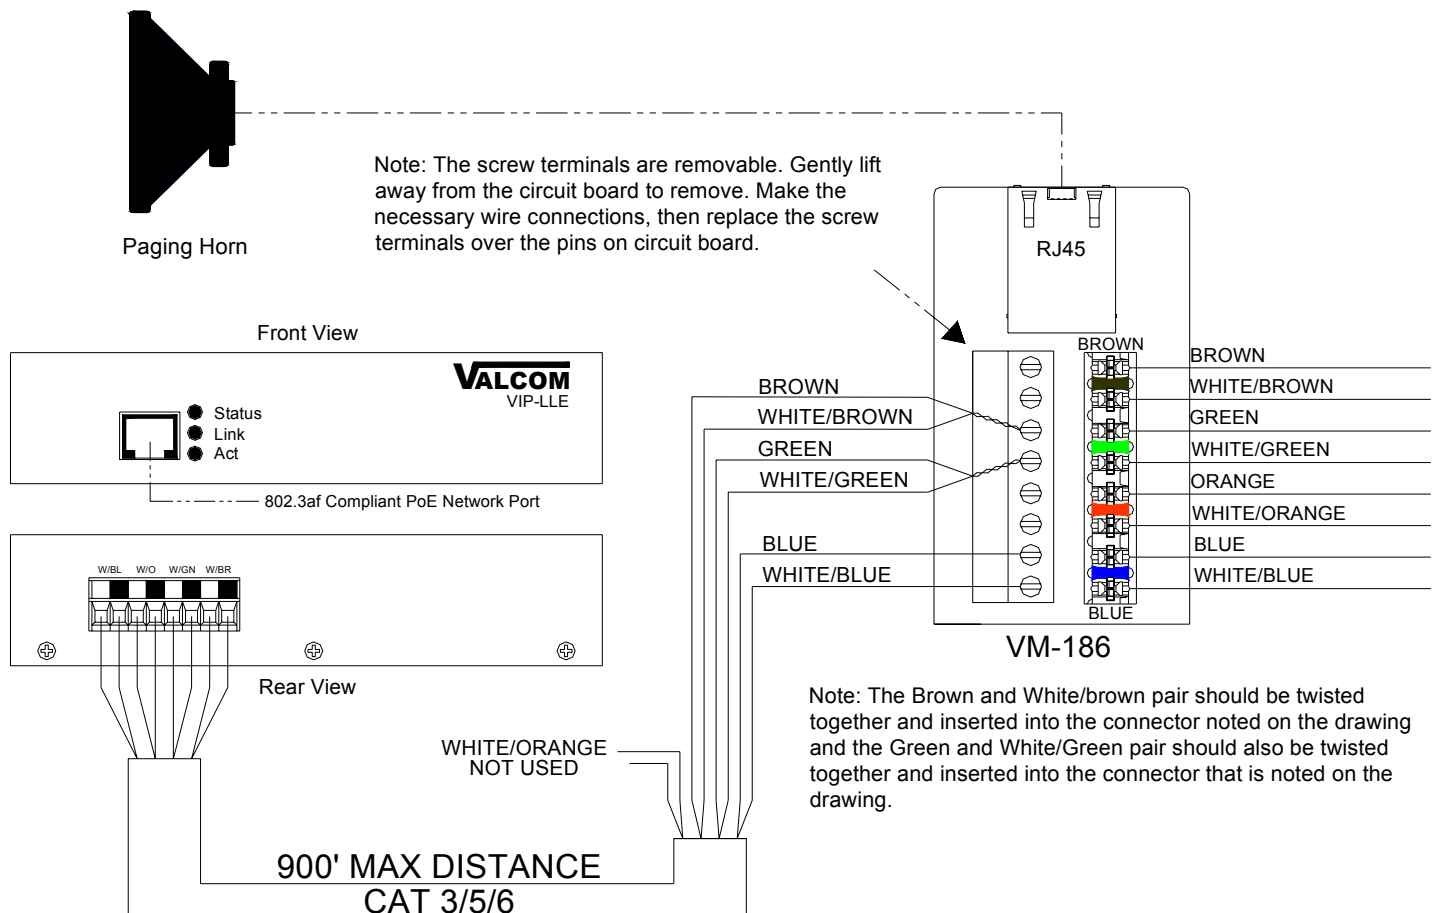 Paging Horn
Note: The screw terminals are removable. Gently lift
away from the circuit board to remove. Make the
necessary wire connections, then replace the screw
terminals over the pins on circuit board.
RJ45
Front View
VALCOM
VIP-LLE
Status
Link
Act
802.3af Compliant PoE Network Port
W/BL W/O W/GN W/BR
Rear View
BROWN
WHITE/BROWN
GREEN
WHITE/GREEN
BLUE
WHITE/BLUE
BROWN
BLUE
BROWN
WHITE/BROWN
GREEN
WHITE/GREEN
ORANGE
WHITE/ORANGE
BLUE
WHITE/BLUE
VM-186
Note: The Brown and White/brown pair should be twisted
together and inserted into the connector noted on the drawing
and the Green and White/Green pair should also be twisted
together and inserted into the connector that is noted on the
drawing.
WHITE/ORANGE
NOT USED
900' MAX DISTANCE
CAT 3/5/6